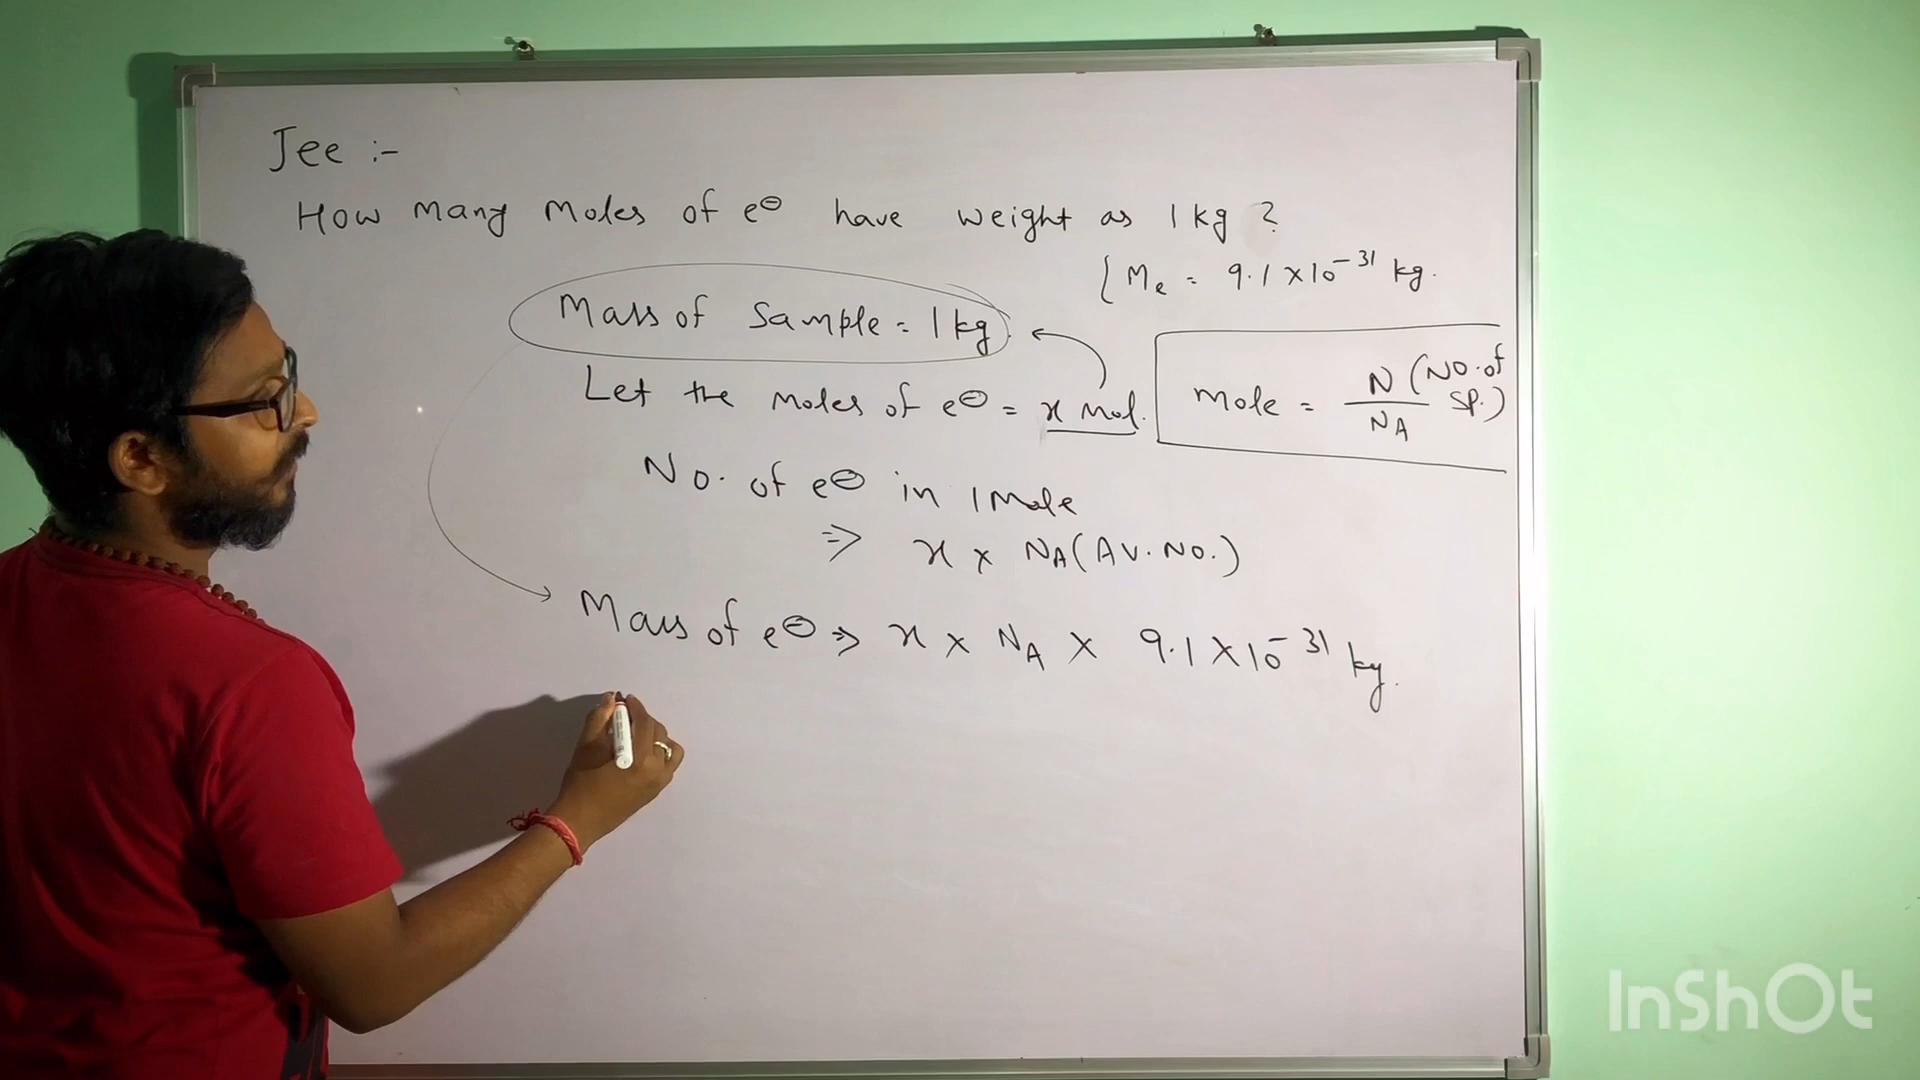 Jee :-
How many Moles of e⊖ have weight as 1 kg ?
{Me = 9.1 x 10-31 kg.
Mass of Sample = 1 kg.
Let the Moles of e⊖ = x mol.
mole = N (No. of sp.) / NA
No. of e⊖ in 1 Mole
⇒ x x NA (Av. No.)
Mass of e⊖ ⇒ x x NA x 9.1 x 10-31 kg.
InShOt